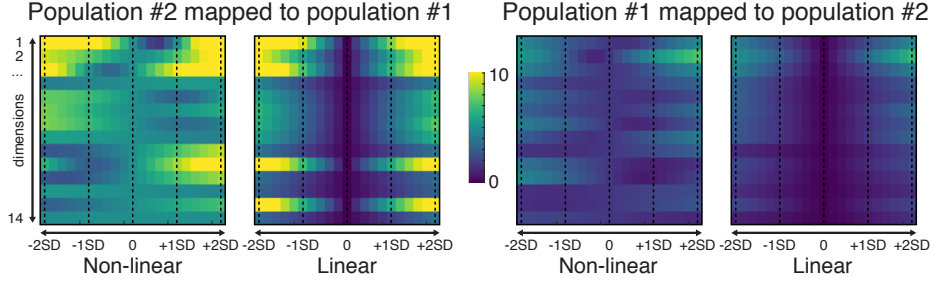 Population #2 mapped to population #1
Population #1 mapped to population #2
1
2
...
dimensions
14
10
0
-2SD -1SD 0 +1SD +2SD
-2SD -1SD 0 +1SD +2SD
-2SD -1SD 0 +1SD +2SD
-2SD -1SD 0 +1SD +2SD
Non-linear
Linear
Non-linear
Linear